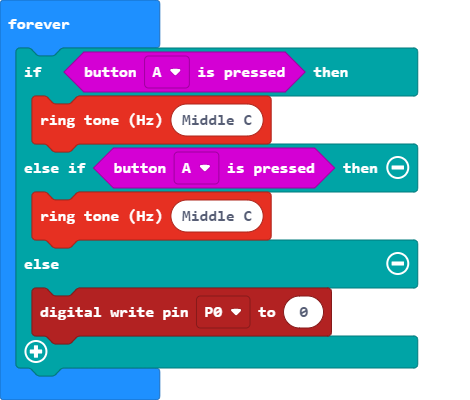 forever
if button A is pressed then
ring tone (Hz) Middle C
else if button A is pressed then
ring tone (Hz) Middle C
else
digital write pin P0 to 0